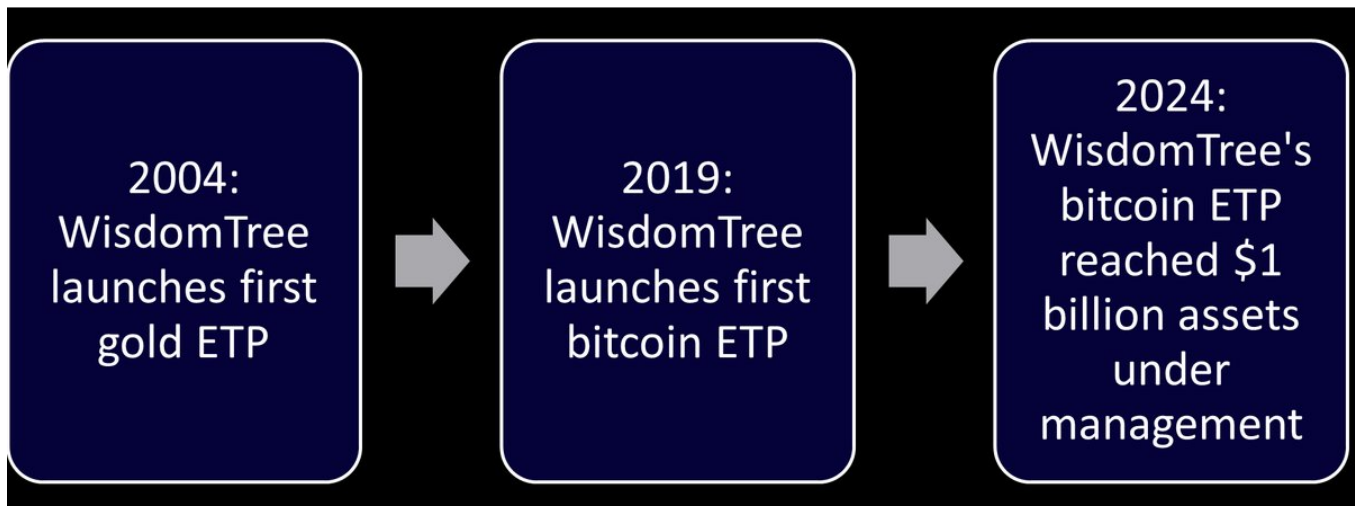 2004:
WisdomTree
launches first
gold ETP
2019:
WisdomTree
launches first
bitcoin ETP
2024:
WisdomTree's
bitcoin ETP
reached $1
billion assets
under
management